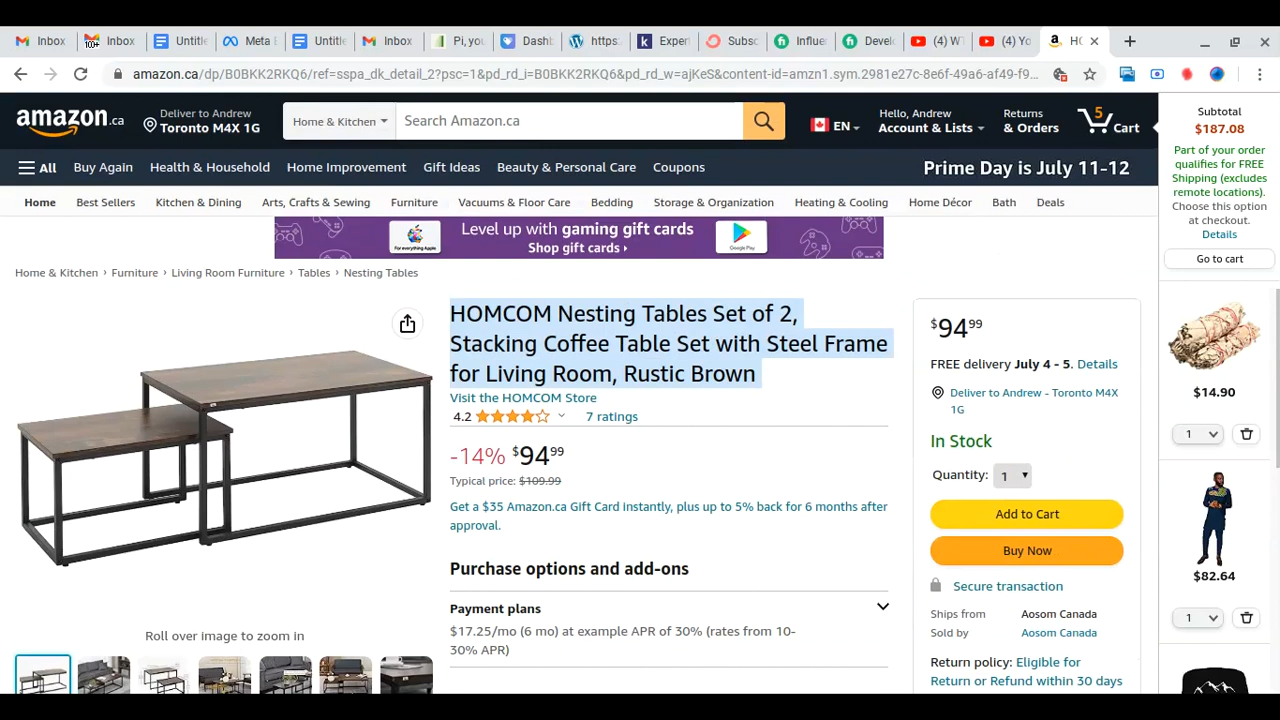 Inbox
10+
Inbox
Untitle
Meta E
Untitle
Inbox
Pi, you
Dashb
https:
Exper
Subsc
Influe
Develo
(4) WT
(4) Yo
HC
amazon.ca/dp/B0BKK2RKQ6/ref=sspa_dk_detail_2?psc=1&pd_rd_i=B0BKK2RKQ6&pd_rd_w=ajKeS&content-id=amzn1.sym.2981e27c-8e6f-49a6-af49-f9...
amazon.ca
Deliver to Andrew
Toronto M4X 1G
Home & Kitchen
Search Amazon.ca
EN
Hello, Andrew
Account & Lists
Returns
& Orders
5
Cart
All
Buy Again
Health & Household
Home Improvement
Gift Ideas
Beauty & Personal Care
Coupons
Prime Day is July 11-12
Home
Best Sellers
Kitchen & Dining
Arts, Crafts & Sewing
Furniture
Vacuums & Floor Care
Bedding
Storage & Organization
Heating & Cooling
Home Décor
Bath
Deals
For everything Apple
Level up with gaming gift cards
Shop gift cards ›
Google Play
Home & Kitchen › Furniture › Living Room Furniture › Tables › Nesting Tables
HOMCOM Nesting Tables Set of 2,
Stacking Coffee Table Set with Steel Frame
for Living Room, Rustic Brown
Visit the HOMCOM Store
4.2
7 ratings
-14% $94 99
Typical price: $109.99
Get a $35 Amazon.ca Gift Card instantly, plus up to 5% back for 6 months after
approval.
Purchase options and add-ons
Payment plans
$17.25/mo (6 mo) at example APR of 30% (rates from 10-
30% APR)
Roll over image to zoom in
$94 99
FREE delivery July 4 - 5. Details
Deliver to Andrew - Toronto M4X
1G
In Stock
Quantity: 1
Add to Cart
Buy Now
Secure transaction
Ships from Aosom Canada
Sold by Aosom Canada
Return policy: Eligible for
Return or Refund within 30 days
Subtotal
$187.08
Part of your order
qualifies for FREE
Shipping (excludes
remote locations).
Choose this option
at checkout.
Details
Go to cart
$14.90
1
$82.64
1